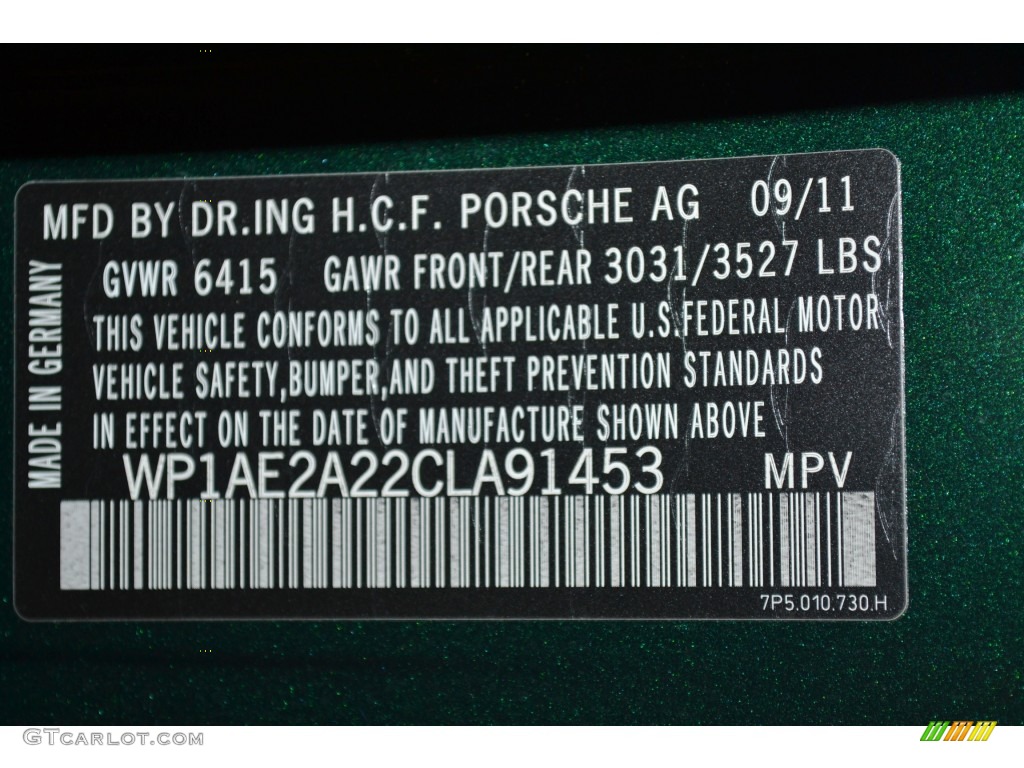 MFD BY DR.ING H.C.F. PORSCHE AG 09/11
GVWR 6415 GAWR FRONT/REAR 3031/3527 LBS
THIS VEHICLE CONFORMS TO ALL APPLICABLE U.S.FEDERAL MOTOR
VEHICLE SAFETY,BUMPER,AND THEFT PREVENTION STANDARDS
IN EFFECT ON THE DATE OF MANUFACTURE SHOWN ABOVE
MADE IN GERMANY
WP1AE2A22CLA91453 MPV
7P5.010.730.H
GTCARLOT.COM